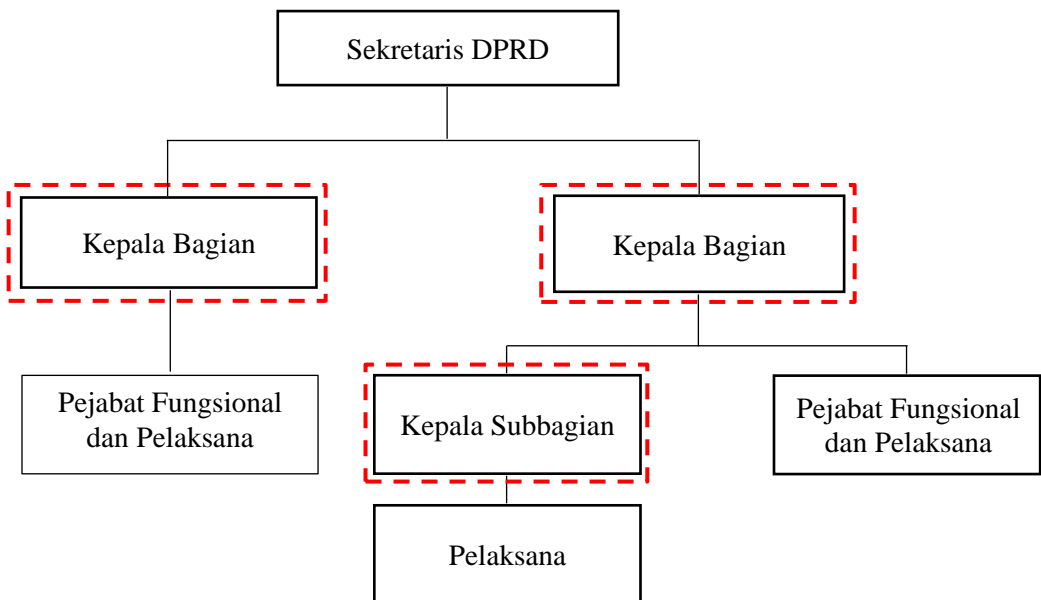 Sekretaris DPRD
Kepala Bagian
Kepala Bagian
Pejabat Fungsional
dan Pelaksana
Kepala Subbagian
Pejabat Fungsional
dan Pelaksana
Pelaksana